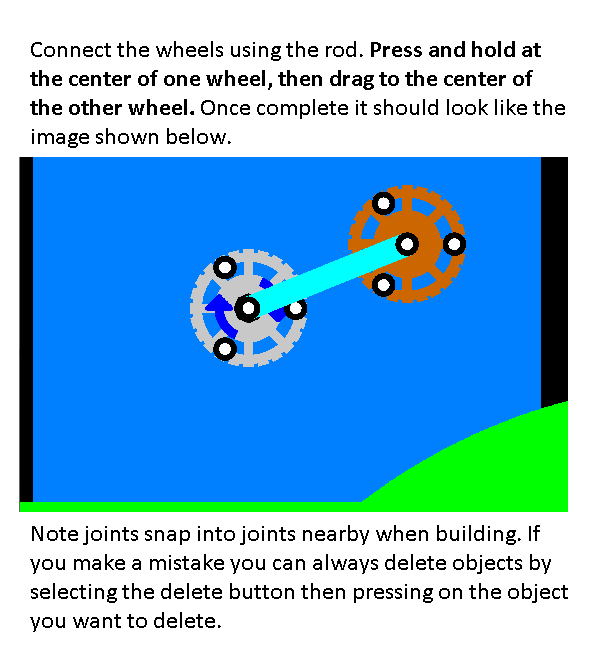 Connect the wheels using the rod. Press and hold at
the center of one wheel, then drag to the center of
the other wheel. Once complete it should look like the
image shown below.
Note joints snap into joints nearby when building. If
you make a mistake you can always delete objects by
selecting the delete button then pressing on the object
you want to delete.